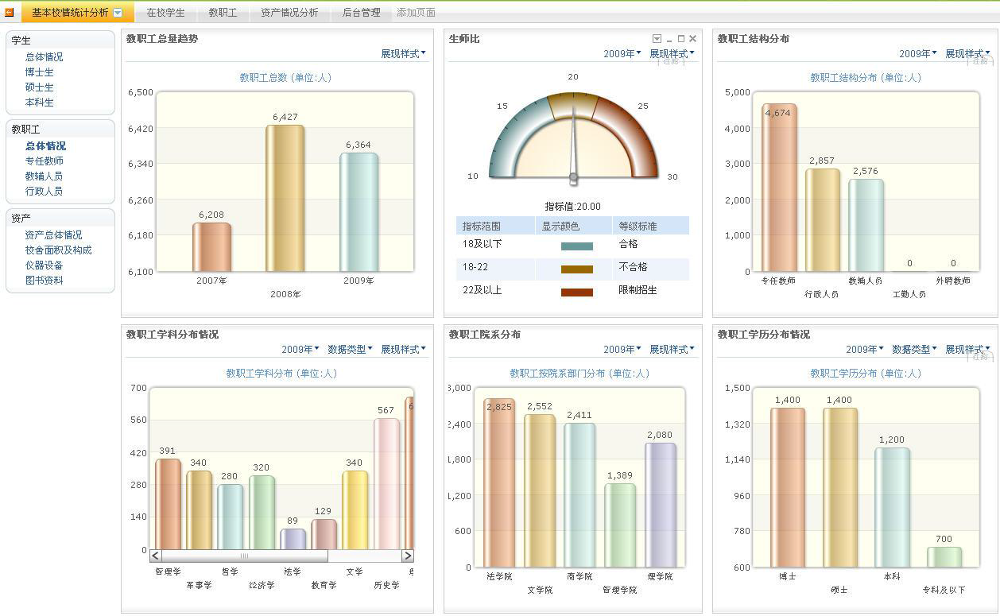 基本校情统计分析 在校学生 教职工 资产情况分析 后台管理 添加页面
学生
总体情况
博士生
硕士生
本科生
教职工
总体情况
专任教师
教辅人员
行政人员
资产
资产总体情况
校舍面积及构成
仪器设备
图书资料
教职工总量趋势
展现样式
教职工总数 (单位:人)
6,500
6,420
6,340
6,260
6,180
6,100
6,208
6,427
6,364
2007年
2008年
2009年
生师比
2009年 展现样式
10
15
20
25
30
指标值:20.00
指标范围 显示颜色 等级标准
18及以下 合格
18-22 不合格
22及以上 限制招生
教职工结构分布
2009年 展现样式
教职工结构分布 (单位:人)
5,000
4,000
3,000
2,000
1,000
0
4,674
2,857
2,576
0
0
专任教师
行政人员
教辅人员
工勤人员
外聘教师
教职工学科分布情况
2009年 数据类型 展现样式
教职工学科分布 (单位:人)
700
560
420
280
140
0
391
340
280
320
89
129
340
567
6
管理学
军事学
哲学
经济学
法学
教育学
文学
历史学
教职工院系分布
2009年 展现样式
教职工按院系部门分布 (单位:人)
3,000
2,400
1,800
1,200
600
0
2,825
2,552
2,411
1,389
2,080
法学院
文学院
商学院
管理学院
理学院
教职工学历分布情况
2009年 数据类型 展现样式
教职工学历分布 (单位:人)
1,500
1,320
1,140
960
780
600
1,400
1,400
1,200
700
博士
硕士
本科
专科及以下